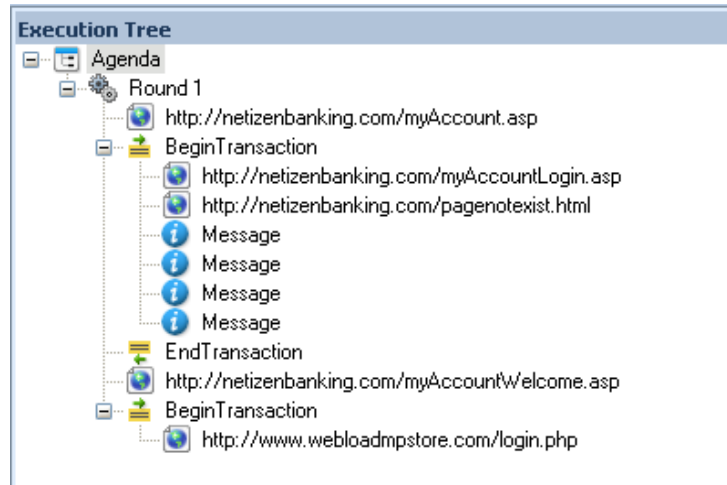 Execution Tree
Agenda
Round 1
http://netizenbanking.com/myAccount.asp
BeginTransaction
http://netizenbanking.com/myAccountLogin.asp
http://netizenbanking.com/pagenotexist.html
Message
Message
Message
Message
EndTransaction
http://netizenbanking.com/myAccountWelcome.asp
BeginTransaction
http://www.webloadmpstore.com/login.php